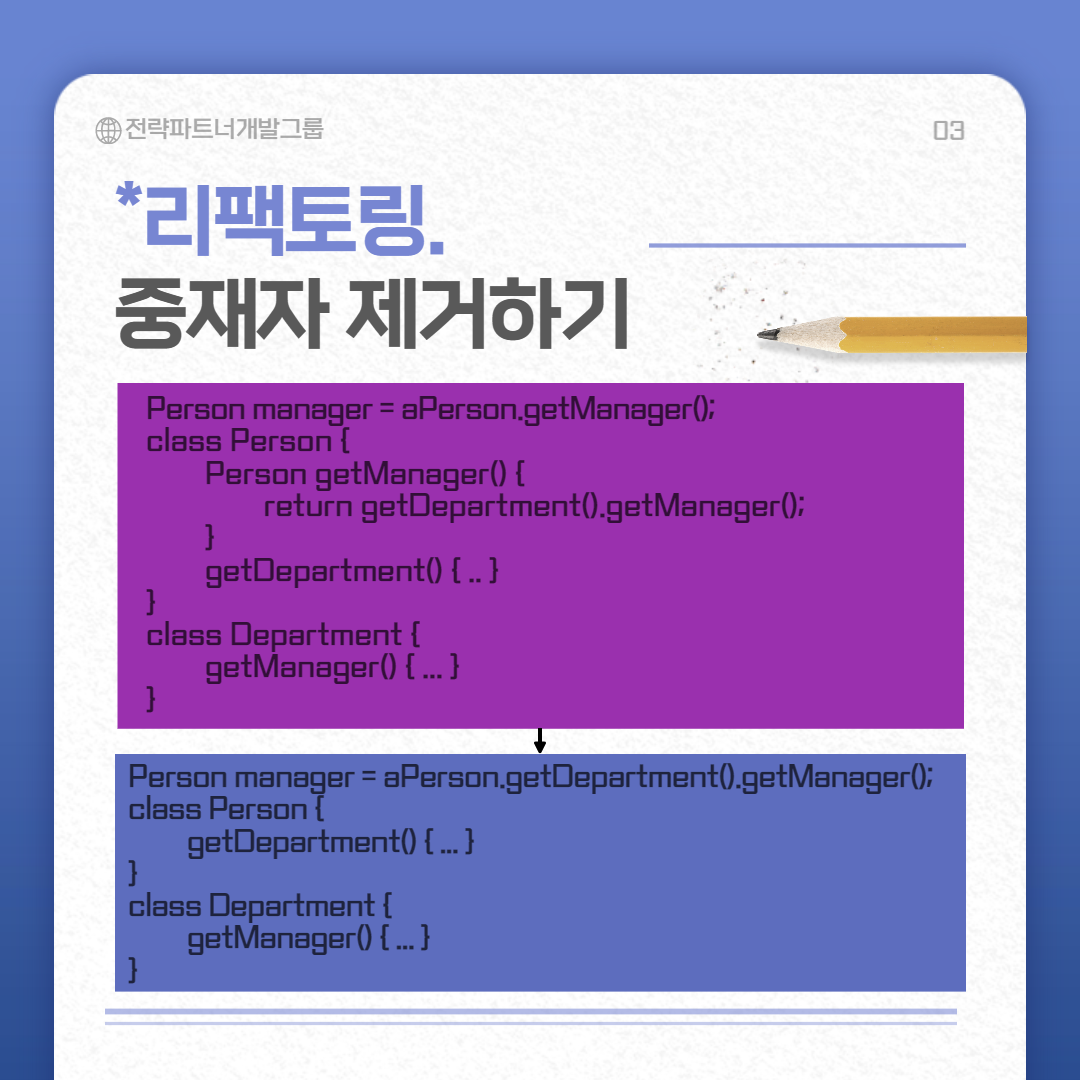 전략파트너개발그룹
03
*리팩토링.
중재자 제거하기
Person manager = aPerson.getManager();
class Person {
Person getManager() {
return getDepartment().getManager();
}
getDepartment() { .. }
}
class Department {
getManager() { ... }
}
Person manager = aPerson.getDepartment().getManager();
class Person {
getDepartment() { ... }
}
class Department {
getManager() { ... }
}